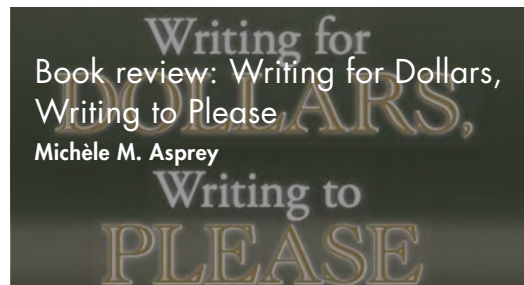 Writing for
Book review: Writing for Dollars,
DOLLARS,
Writing to Please
Michèle M. Asprey
Writing to
PLEASE